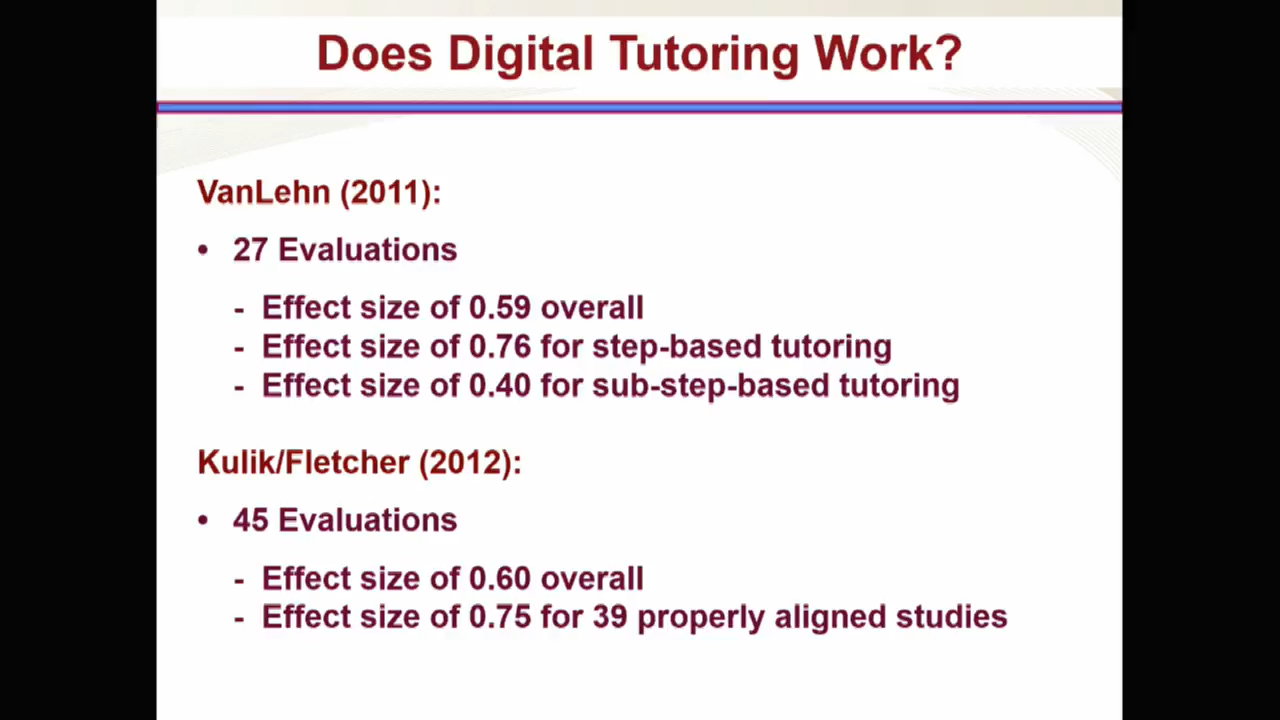 Does Digital Tutoring Work?
VanLehn (2011):
• 27 Evaluations
- Effect size of 0.59 overall
- Effect size of 0.76 for step-based tutoring
- Effect size of 0.40 for sub-step-based tutoring
Kulik/Fletcher (2012):
• 45 Evaluations
- Effect size of 0.60 overall
- Effect size of 0.75 for 39 properly aligned studies